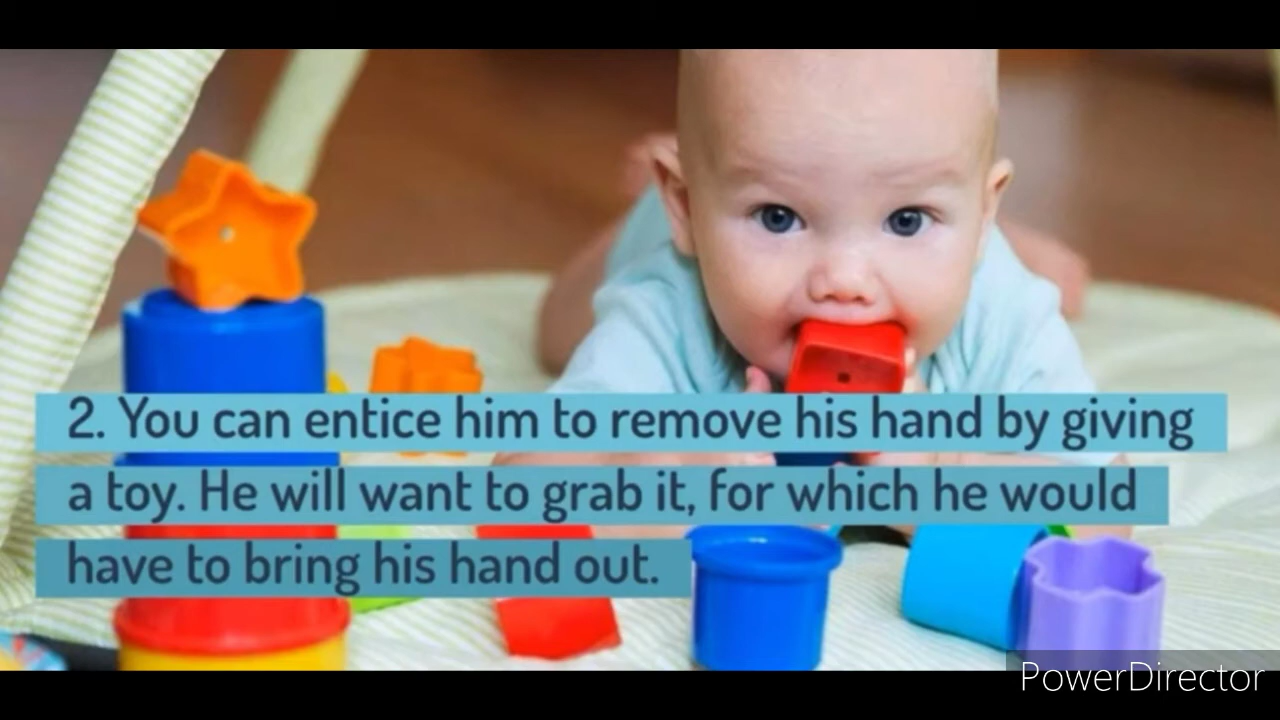 2. You can entice him to remove his hand by giving
a toy. He will want to grab it, for which he would
have to bring his hand out.
PowerDirector